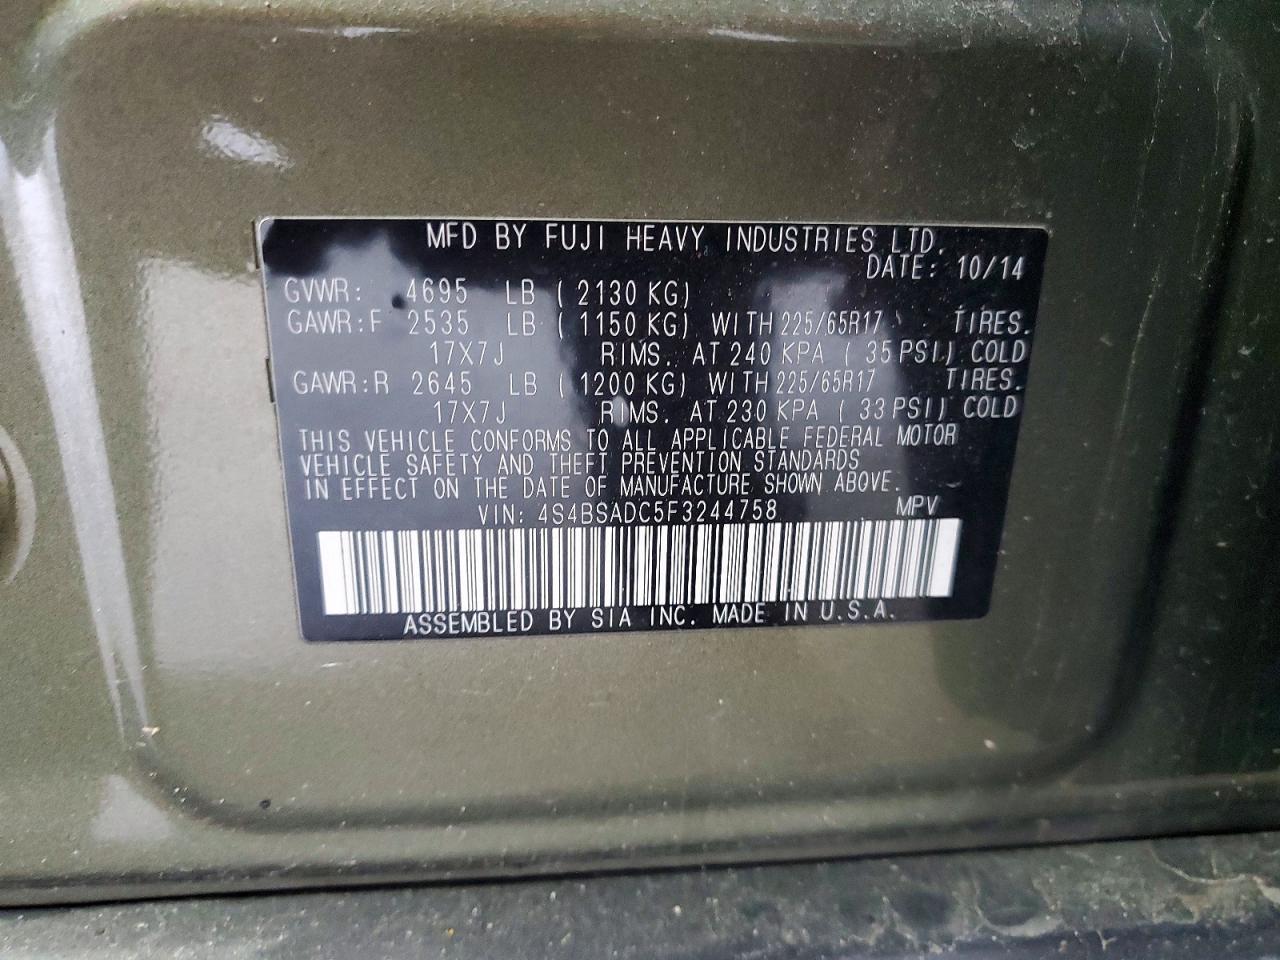 MFD BY FUJI HEAVY INDUSTRIES LTD.
DATE: 10/14
GVWR: 4695 LB ( 2130 KG)
GAWR:F 2535 LB ( 1150 KG) WITH 225/65R17 TIRES.
17X7J RIMS. AT 240 KPA ( 35 PSI) COLD
GAWR:R 2645 LB ( 1200 KG) WITH 225/65R17 TIRES.
17X7J RIMS. AT 230 KPA ( 33 PSI) COLD
THIS VEHICLE CONFORMS TO ALL APPLICABLE FEDERAL MOTOR
VEHICLE SAFETY AND THEFT PREVENTION STANDARDS
IN EFFECT ON THE DATE OF MANUFACTURE SHOWN ABOVE.
VIN: 4S4BSADC5F3244758 MPV
ASSEMBLED BY SIA INC. MADE IN U.S.A.